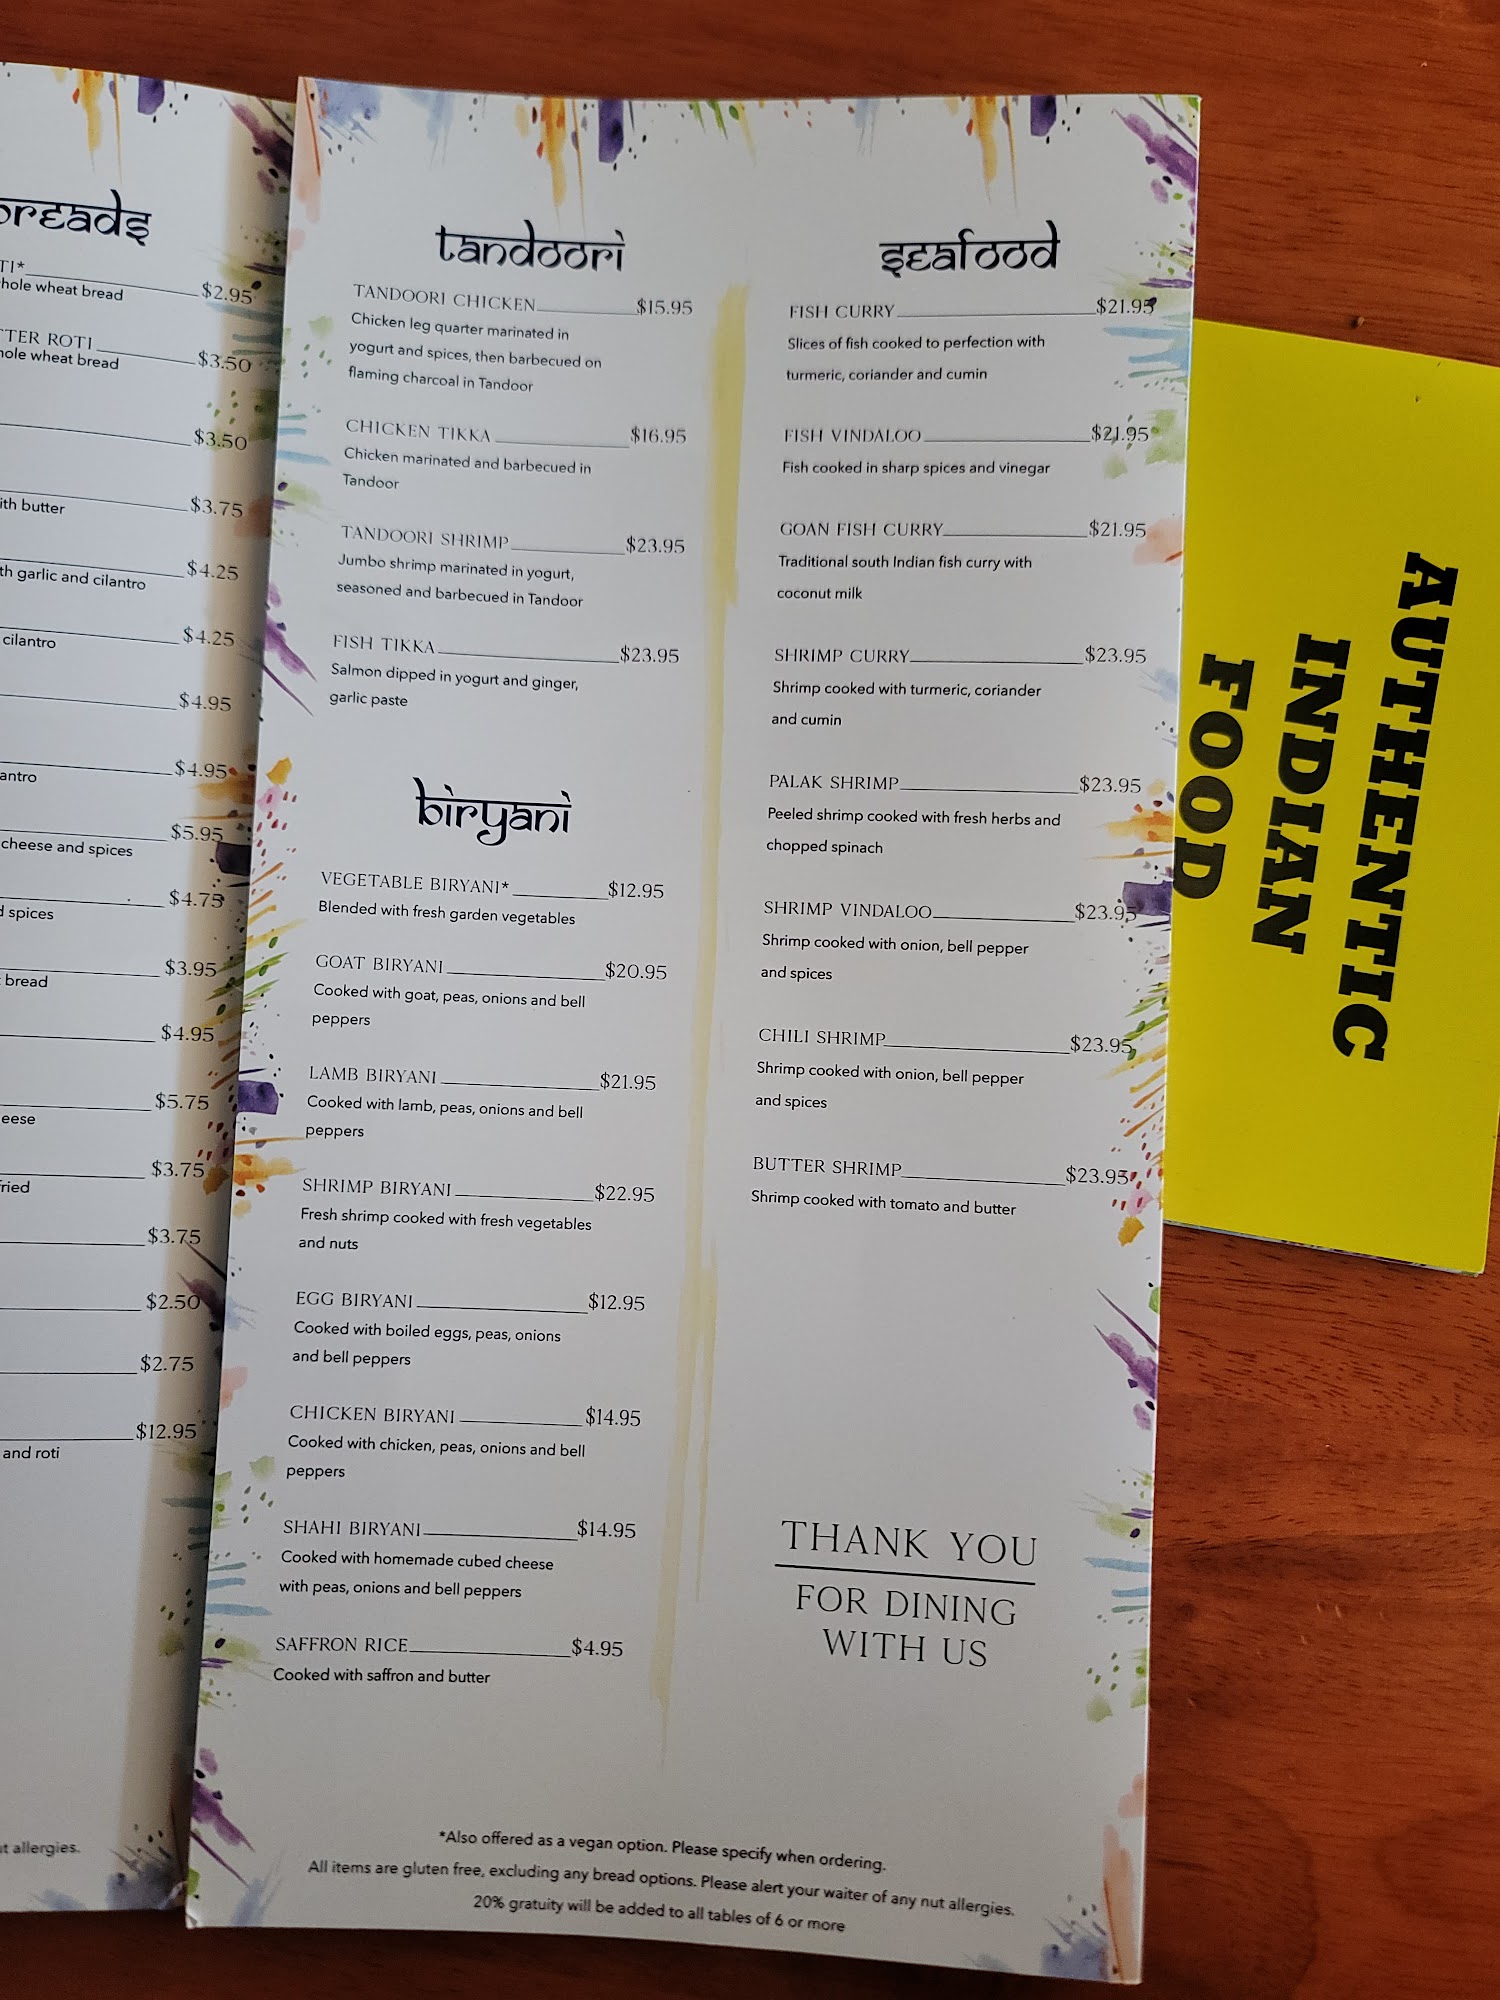 breads
TI*
$2.95
whole wheat bread
TTER ROTI
$3.50
whole wheat bread
$3.50
$3.75
with butter
$4.25
with garlic and cilantro
$4.25
cilantro
$4.95
$4.95
$5.95
cheese and spices
$4.75
spices
$3.95
bread
$4.95
$5.75
$3.75
$3.75
$2.50
$2.75
$12.95
and roti
allergies.
tandoori
TANDOORI CHICKEN $15.95
Chicken leg quarter marinated in
yogurt and spices, then barbecued on
flaming charcoal in Tandoor
CHICKEN TIKKA $16.95
Chicken marinated and barbecued in
Tandoor
TANDOORI SHRIMP $23.95
Jumbo shrimp marinated in yogurt,
seasoned and barbecued in Tandoor
FISH TIKKA $23.95
Salmon dipped in yogurt and ginger,
garlic paste
biryani
VEGETABLE BIRYANI* $12.95
Blended with fresh garden vegetables
GOAT BIRYANI $20.95
Cooked with goat, peas, onions and bell
peppers
LAMB BIRYANI $21.95
Cooked with lamb, peas, onions and bell
peppers
SHRIMP BIRYANI $22.95
Fresh shrimp cooked with fresh vegetables
and nuts
EGG BIRYANI $12.95
Cooked with boiled eggs, peas, onions
and bell peppers
CHICKEN BIRYANI $14.95
Cooked with chicken, peas, onions and bell
peppers
SHAHI BIRYANI $14.95
Cooked with homemade cubed cheese
with peas, onions and bell peppers
SAFFRON RICE $4.95
Cooked with saffron and butter
seafood
FISH CURRY $21.95
Slices of fish cooked to perfection with
turmeric, coriander and cumin
FISH VINDALOO $21.95
Fish cooked in sharp spices and vinegar
GOAN FISH CURRY $21.95
Traditional south Indian fish curry with
coconut milk
SHRIMP CURRY $23.95
Shrimp cooked with turmeric, coriander
and cumin
PALAK SHRIMP $23.95
Peeled shrimp cooked with fresh herbs and
chopped spinach
SHRIMP VINDALOO $23.95
Shrimp cooked with onion, bell pepper
and spices
CHILI SHRIMP $23.95
Shrimp cooked with onion, bell pepper
and spices
BUTTER SHRIMP $23.95
Shrimp cooked with tomato and butter
THANK YOU
FOR DINING
WITH US
*Also offered as a vegan option. Please specify when ordering.
All items are gluten free, excluding any bread options. Please alert your waiter of any nut allergies.
20% gratuity will be added to all tables of 6 or more
AUTHENTIC
INDIAN
FOOD